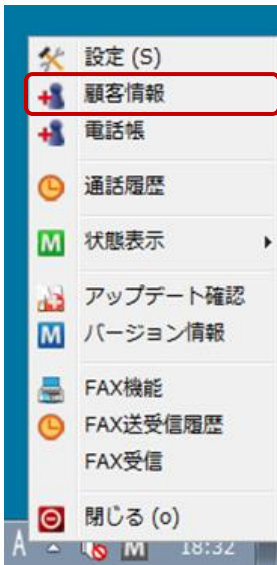 設定 (S)
顧客情報
電話帳
通話履歴
M 状態表示
アップデート確認
M バージョン情報
FAX機能
FAX送受信履歴
FAX受信
閉じる (o)
A M 18:32